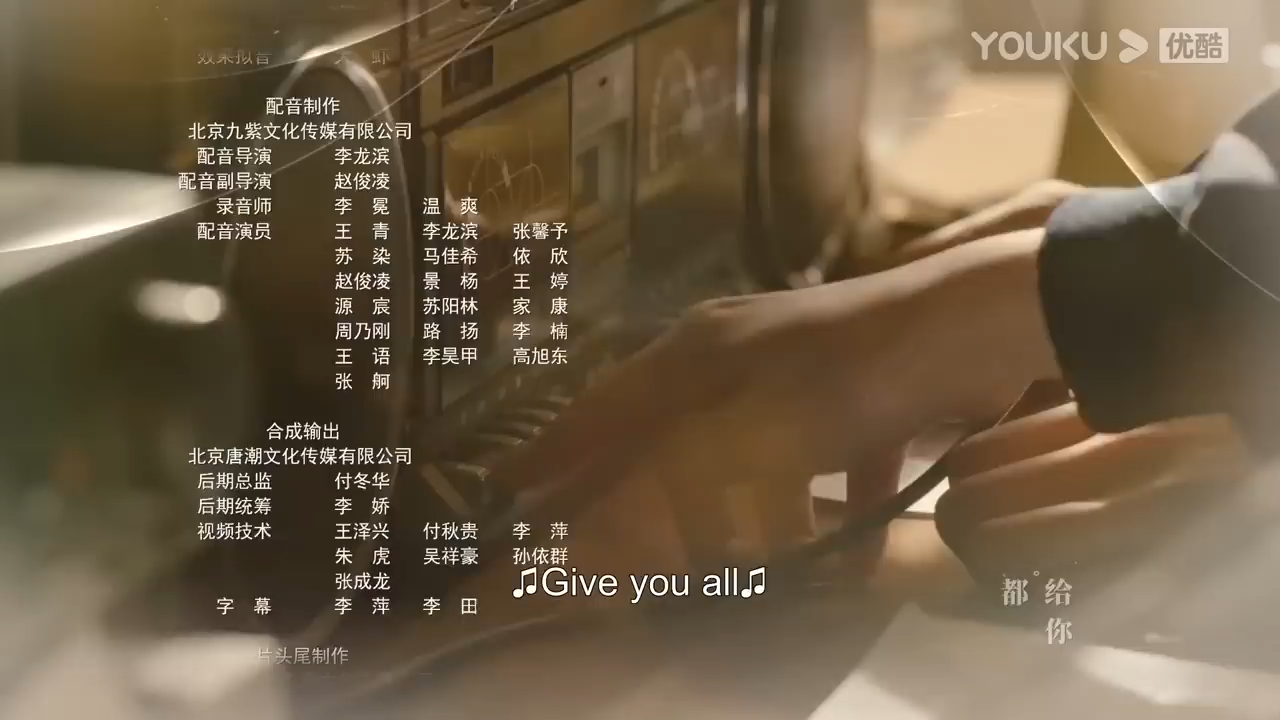 YOUKU 优酷
效果拟音 大 虾
配音制作
北京九紫文化传媒有限公司
配音导演 李龙滨
配音副导演 赵俊凌
录音师 李 冕 温 爽
配音演员 王 青 李龙滨 张馨予
苏 染 马佳希 依 欣
赵俊凌 景 杨 王 婷
源 宸 苏阳林 家 康
周乃刚 路 扬 李 楠
王 语 李昊甲 高旭东
张 舸
合成输出
北京唐潮文化传媒有限公司
后期总监 付冬华
后期统筹 李 娇
视频技术 王泽兴 付秋贵 李 萍
朱 虎 吴祥豪 孙依群
张成龙
字 幕 李 萍 李 田
片头尾制作
♫Give you all♫
给你
都